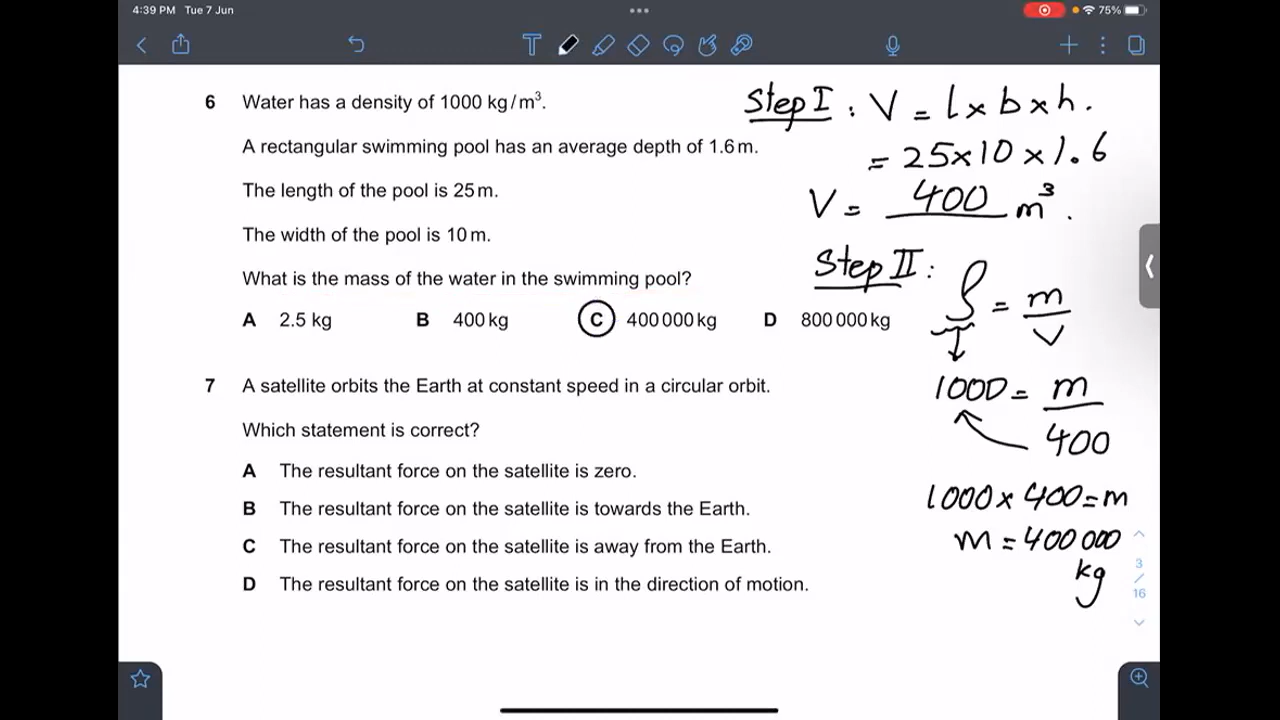 4:39 PM Tue 7 Jun
75%
6 Water has a density of 1000 kg/m³.
A rectangular swimming pool has an average depth of 1.6 m.
The length of the pool is 25 m.
The width of the pool is 10 m.
What is the mass of the water in the swimming pool?
A 2.5 kg B 400 kg C 400 000 kg D 800 000 kg
7 A satellite orbits the Earth at constant speed in a circular orbit.
Which statement is correct?
A The resultant force on the satellite is zero.
B The resultant force on the satellite is towards the Earth.
C The resultant force on the satellite is away from the Earth.
D The resultant force on the satellite is in the direction of motion.
Step I : V = l × b × h.
= 25 × 10 × 1.6
V = 400 m³.
Step II :
ρ = m / V
1000 = m / 400
1000 × 400 = m
m = 400 000
kg
3
/
16